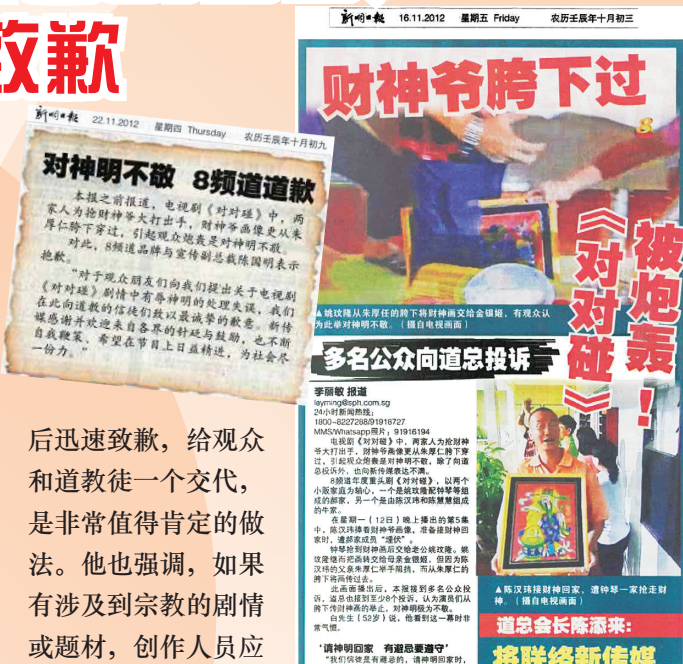 致歉
新明日报 22.11.2012 星期四 Thursday 农历壬辰年十月初九
对神明不敬 8频道道歉
本报之前报道,电视剧《对对碰》中,两
家人为抢财神爷大打出手,财神爷画像更从朱
厚仁胯下穿过,引起观众炮轰是对神明不敬。
对此,8频道品牌与宣传副总裁陈国明表示
抱歉。
“对于观众朋友们向我们提出关于电视剧
《对对碰》剧情中有辱神明的处理失误,我们
在此向道教的信徒们致以最诚挚的歉意。新传
媒感谢并欢迎来自各界的针砭与鼓励,也不断
自我鞭策,希望在节目上日益精进,为社会尽
一份力。”
后迅速致歉,给观众
和道教徒一个交代,
是非常值得肯定的做
法。他也强调,如果
有涉及到宗教的剧情
或题材,创作人员应
新明日报 16.11.2012 星期五 Friday 农历壬辰年十月初三
财神爷胯下过
8
《对对碰》
被炮轰!
▲姚玟隆从朱厚任的胯下将财神画交给金银姬,有观众认
为此举对神明不敬。(摄自电视画面)
多名公众向道总投诉
李丽敏 报道
layming@sph.com.sg
24小时新闻热线:
1800-8227288/91918727
MMS/Whatsapp照片:91916194
电视剧《对对碰》中,两家人为抢财神
爷大打出手,财神爷画像更从朱厚仁胯下穿
过,引起观众炮轰是对神明不敬,除了向道
总投诉外,也向新传媒表达不满。
8频道年度重头剧《对对碰》,以两个
小贩家庭为轴心,一个是姚玟隆配钟琴等组
成的郝家,另一个是由陈汉玮和陈慧慧组成
的牛家。
在星期一(12日)晚上播出的第5集
中,陈汉玮捧着财神爷画像,准备接财神回
家时,遭郝家成员“埋伏”。
钟琴抢到财神画后交给老公姚玟隆。姚
玟隆继而把画转交给母亲金银姬,但因为陈
汉玮的父亲朱厚仁举手阻挡,而从朱厚仁的
胯下将画传过去。
此画面播出后,本报接到多名公众投
诉,道总也接到至少8个投诉,认为演员们从
胯下传财神画的举止,对神明极为不敬。
白先生(52岁)说,他看到这一幕时非
常气愤。
‘请神明回家 有避忌要遵守’
“我们信徒是有避忌的,请神明回家时,
▲陈汉玮接财神回家,遭钟琴一家抢走财
神。(摄自电视画面)
道总会长陈添来:
将联络新传媒